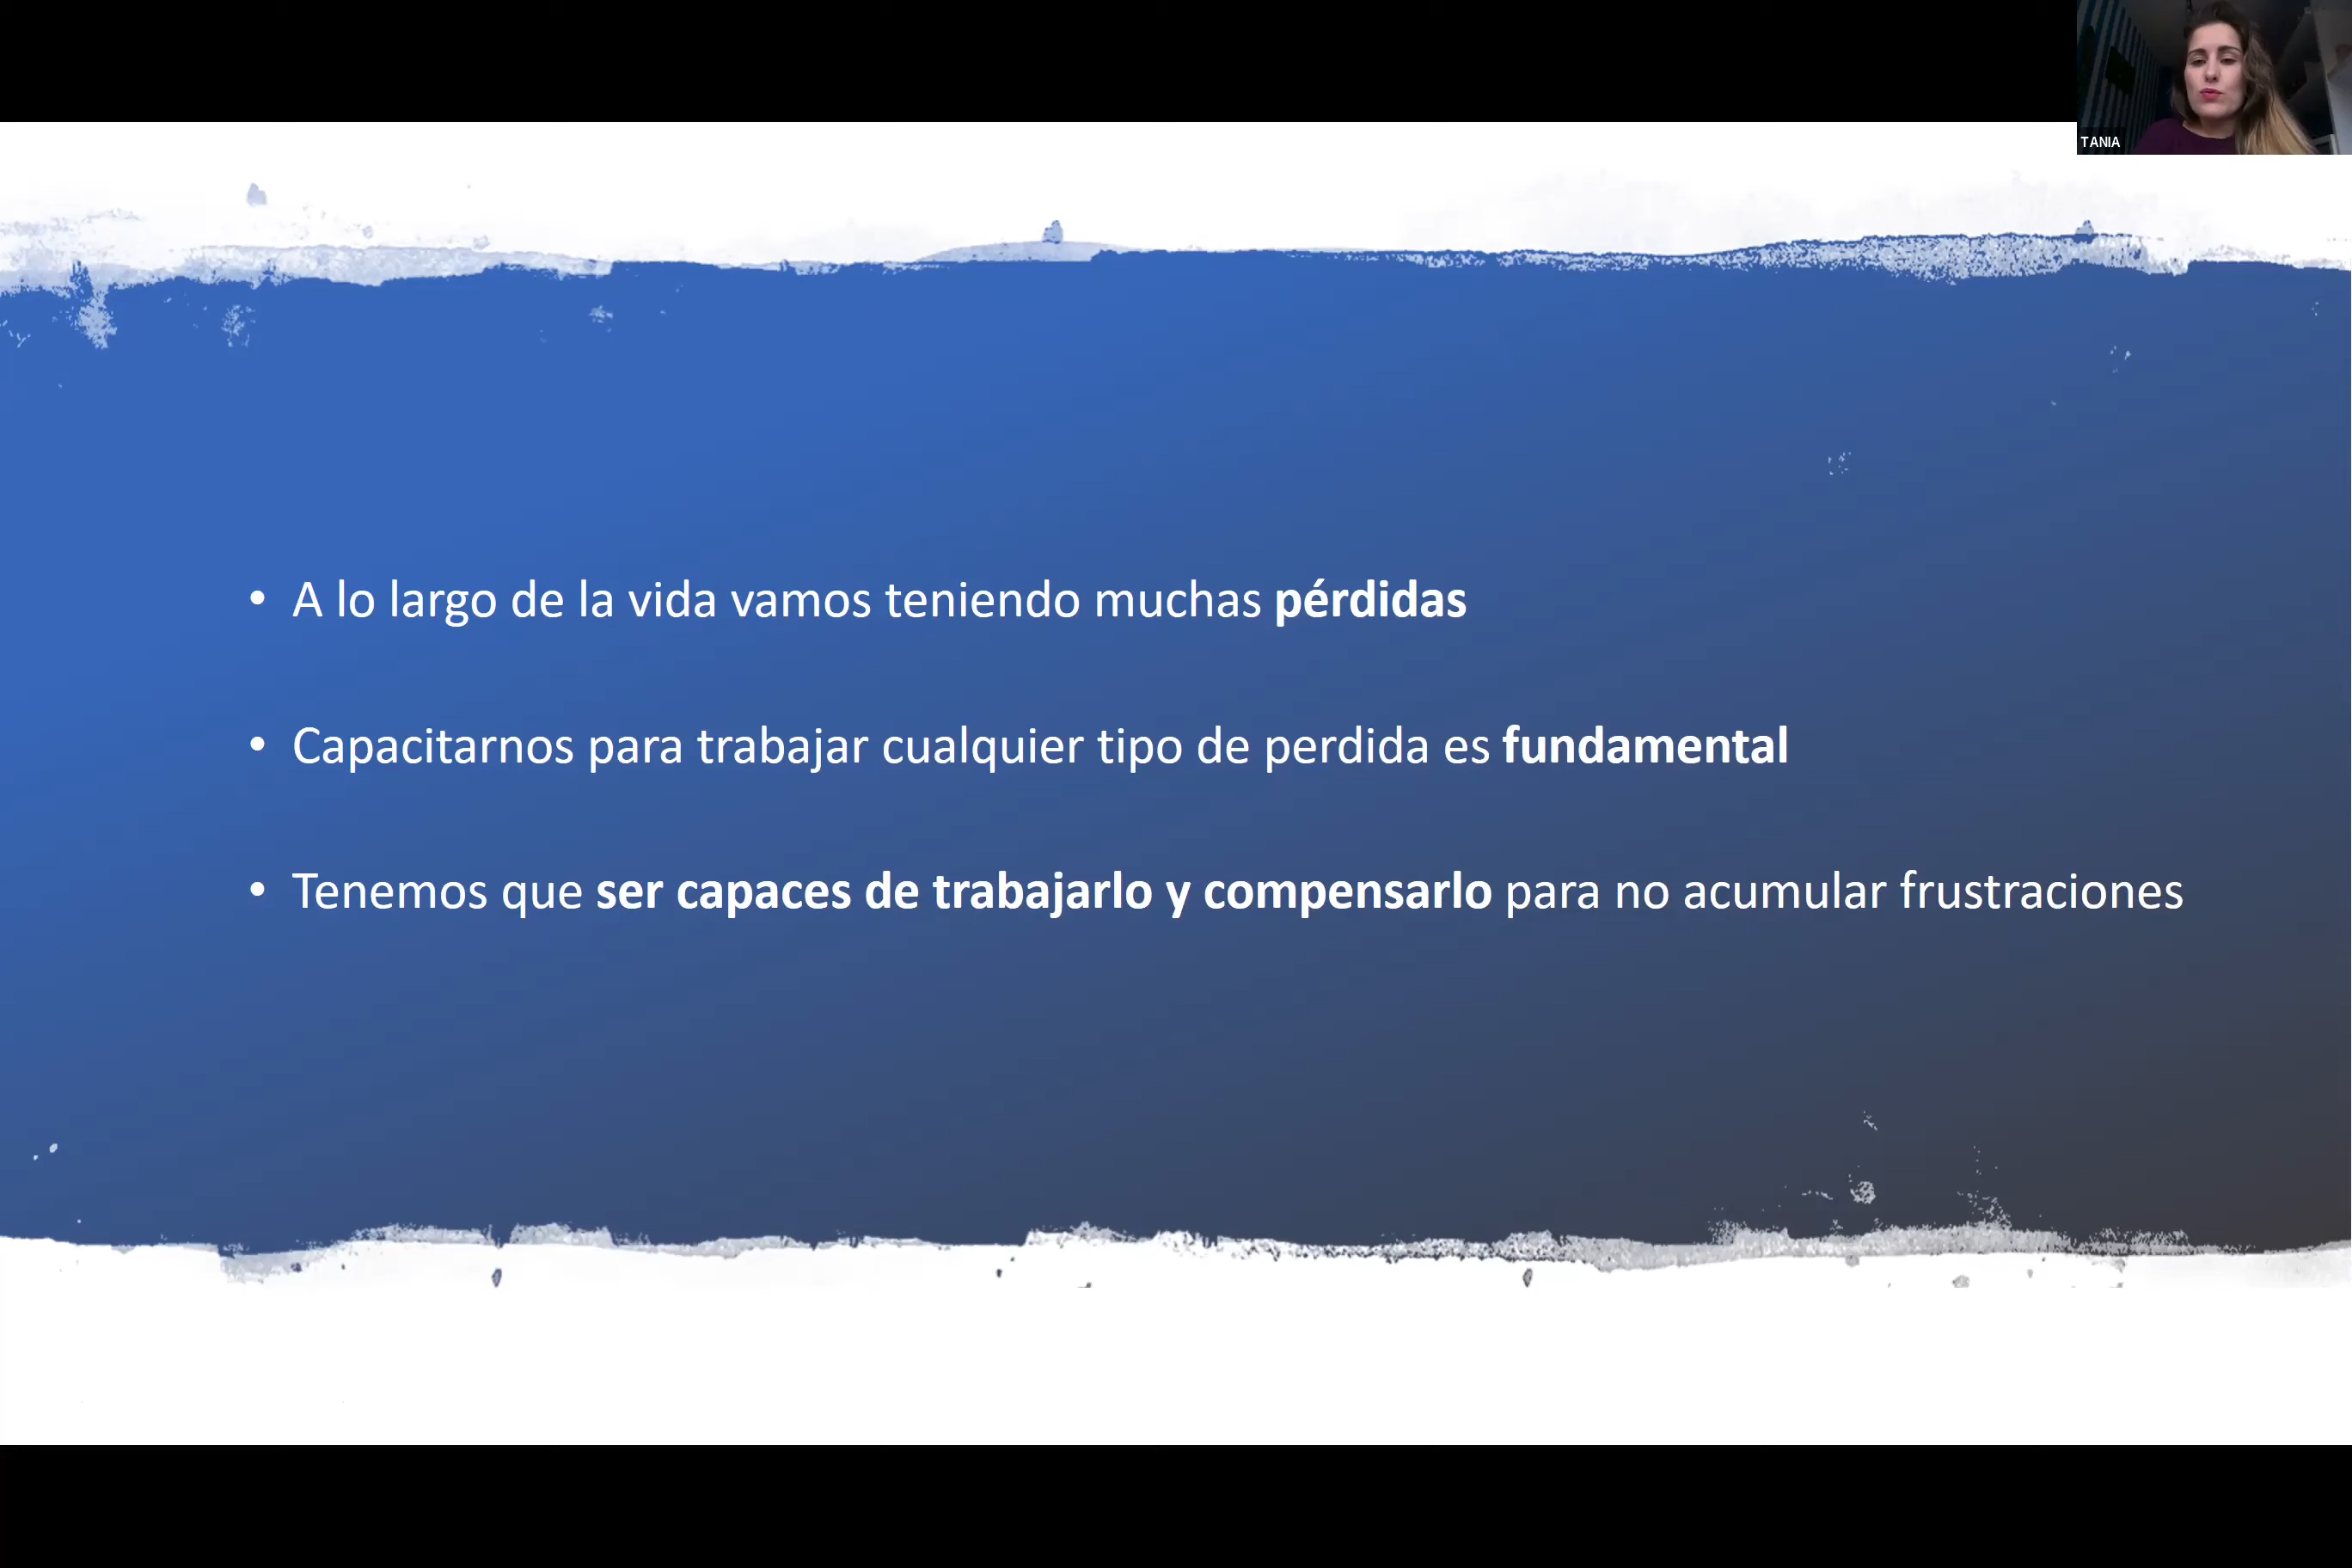 TANIA
• A lo largo de la vida vamos teniendo muchas pérdidas
• Capacitarnos para trabajar cualquier tipo de perdida es fundamental
• Tenemos que ser capaces de trabajarlo y compensarlo para no acumular frustraciones